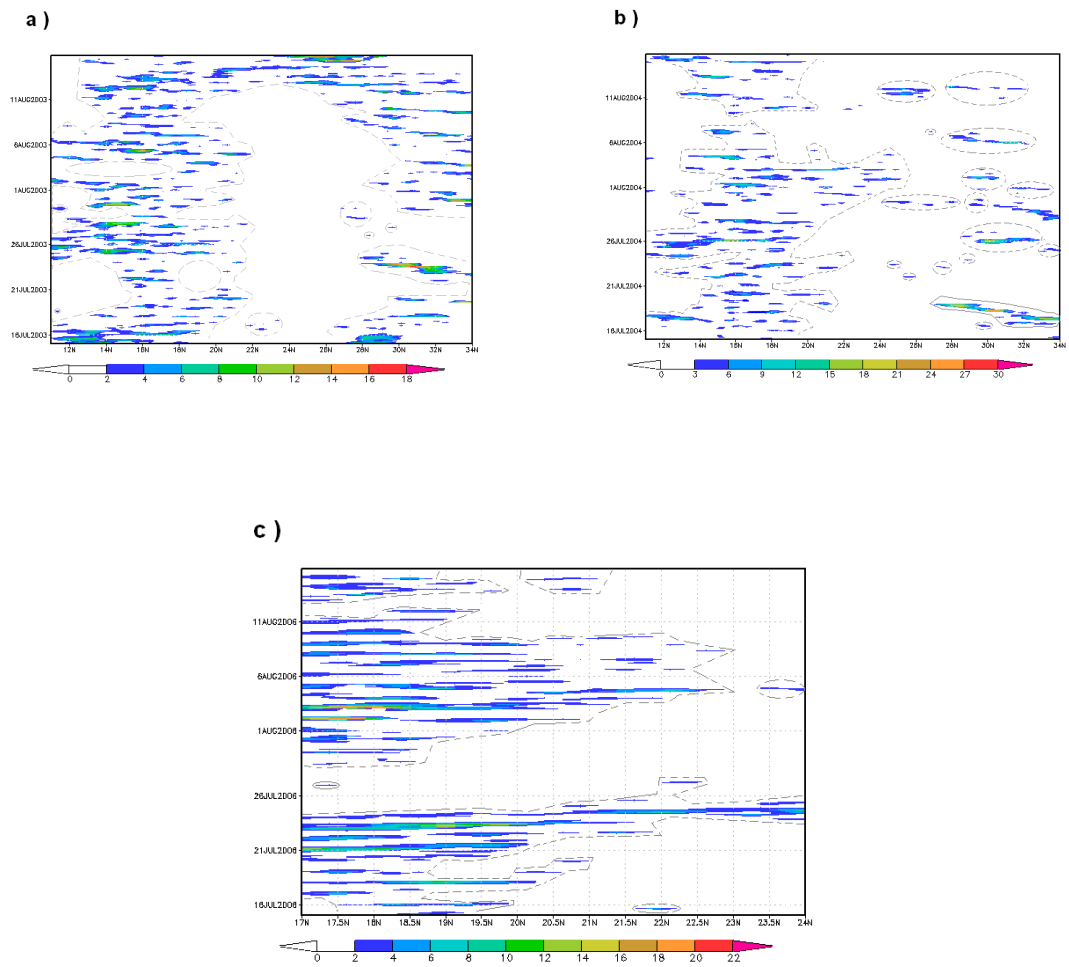 a )
11AUG2003
6AUG2003
1AUG2003
26JUL2003
21JUL2003
16JUL2003
12N 14N 16N 18N 20N 22N 24N 26N 28N 30N 32N 34N
0 2 4 6 8 10 12 14 16 18
b )
11AUG2004
6AUG2004
1AUG2004
26JUL2004
21JUL2004
16JUL2004
12N 14N 16N 18N 20N 22N 24N 26N 28N 30N 32N 34N
0 3 6 9 12 15 18 21 24 27 30
c )
11AUG2006
6AUG2006
1AUG2006
26JUL2006
21JUL2006
16JUL2006
17N 17.5N 18N 18.5N 19N 19.5N 20N 20.5N 21N 21.5N 22N 22.5N 23N 23.5N 24N
0 2 4 6 8 10 12 14 16 18 20 22